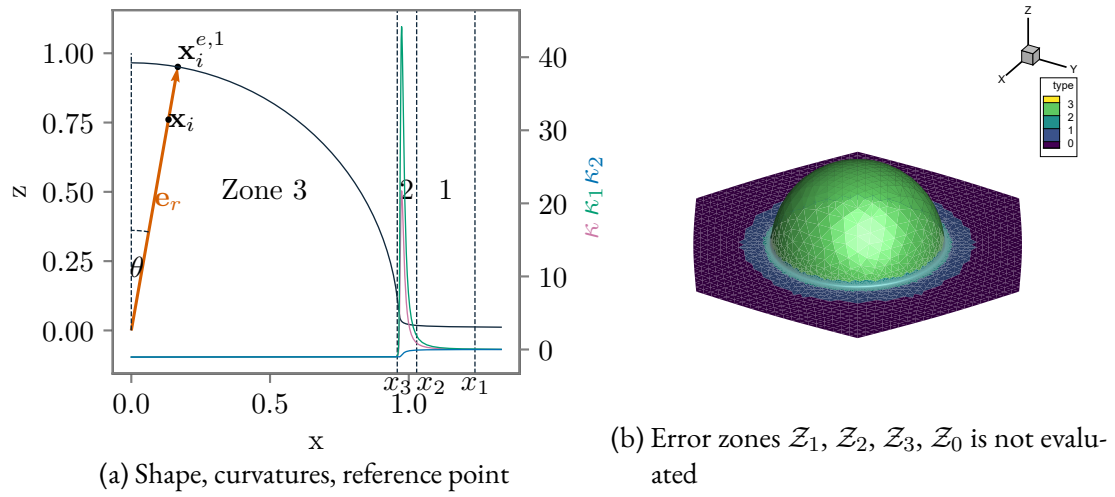 1.00
0.75
0.50
0.25
0.00
z
x_i^{e,1}
x_i
e_r
θ
Zone 3
2
1
40
30
20
10
0
κ κ₁ κ₂
x₃
x₂
x₁
0.0
0.5
1.0
x
(a) Shape, curvatures, reference point
Z
X
Y
type
3
2
1
0
(b) Error zones 𝒵₁, 𝒵₂, 𝒵₃, 𝒵₀ is not evalu-
ated